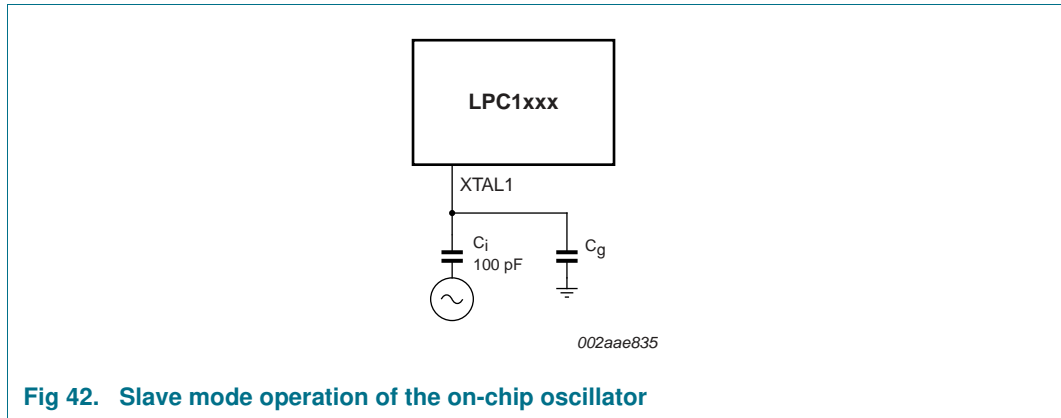 LPC1xxx
XTAL1
Ci
100 pF
Cg
002aae835
Fig 42. Slave mode operation of the on-chip oscillator